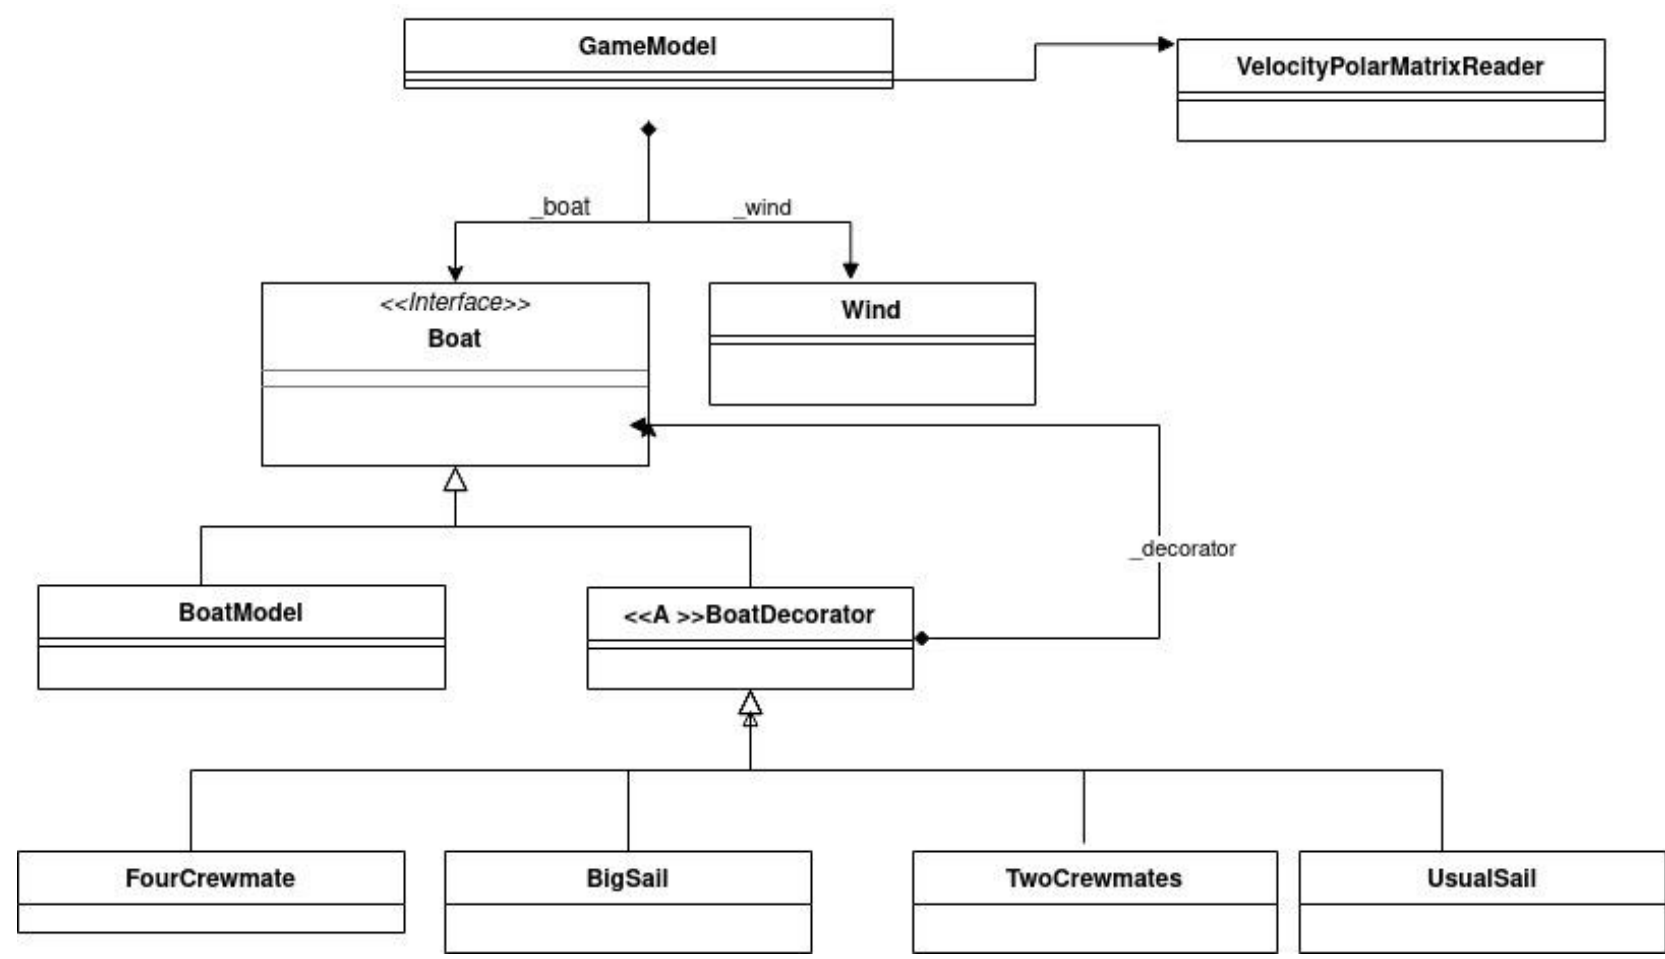 GameModel
VelocityPolarMatrixReader
_boat
_wind
<<Interface>>
Boat
Wind
_decorator
BoatModel
<<A >>BoatDecorator
FourCrewmate
BigSail
TwoCrewmates
UsualSail